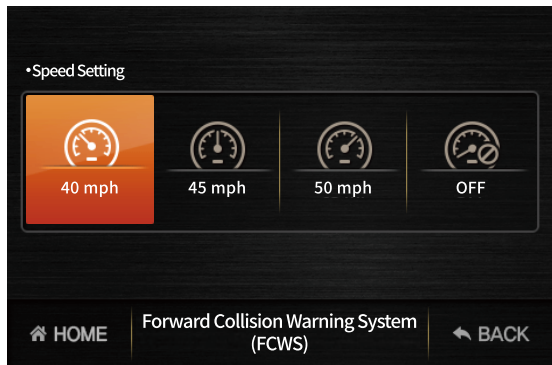 •Speed Setting
40 mph
45 mph
50 mph
OFF
HOME
Forward Collision Warning System
(FCWS)
BACK